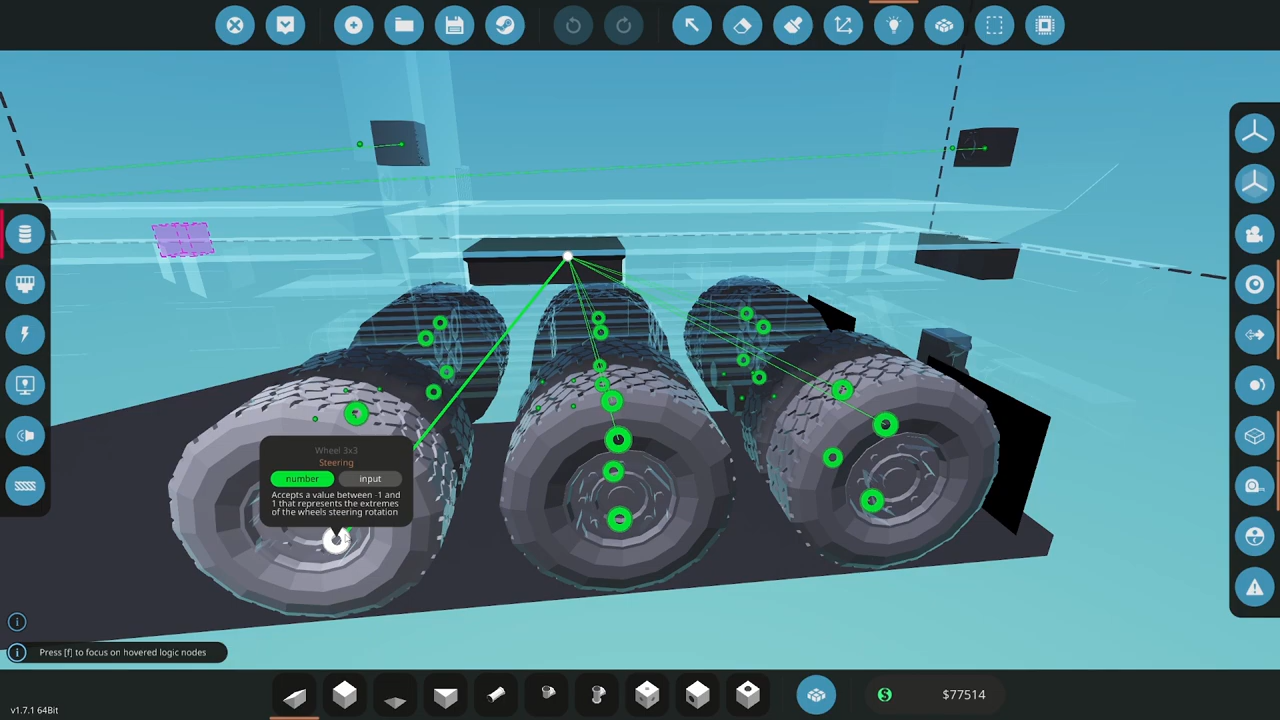 Wheel 3x3
Steering
number input
Accepts a value between -1 and
1 that represents the extremes
of the wheels steering rotation
Press [f] to focus on hovered logic nodes
v1.7.1 64Bit
$ $77514